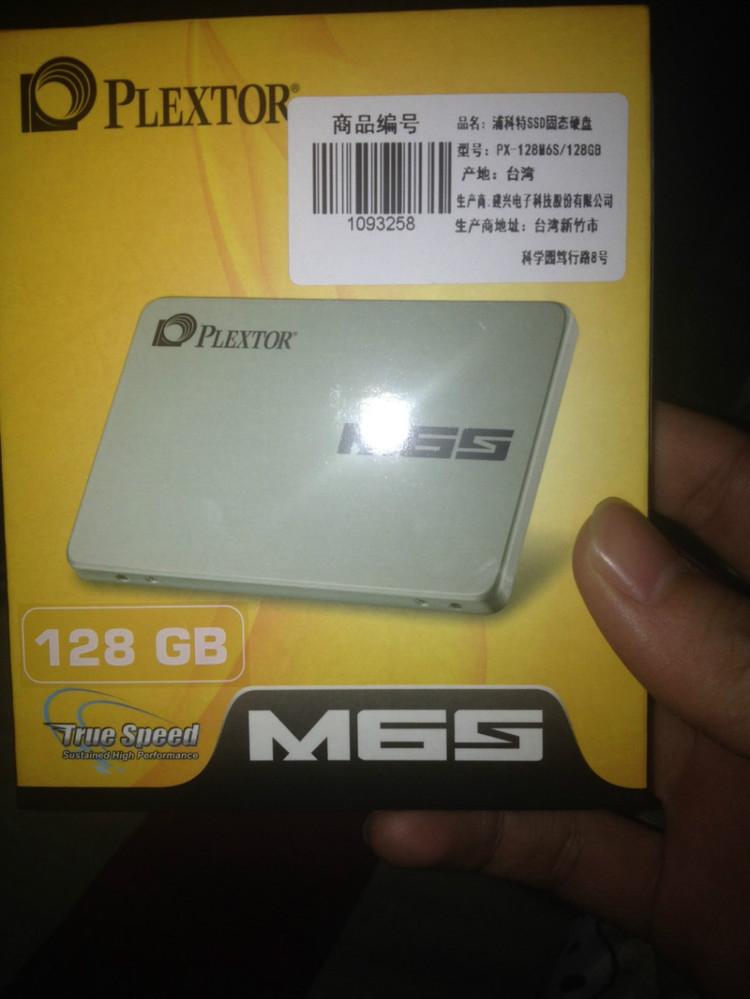 PLEXTOR®
商品编号
1093258
品名：浦科特SSD固态硬盘
型号：PX-128M6S/128GB
产地：台湾
生产商.建兴电子科技股份有限公司
生产商地址：台湾新竹市
科学园笃行路8号
PLEXTOR®
M6S
128 GB
True Speed
Sustained High Performance
M6S